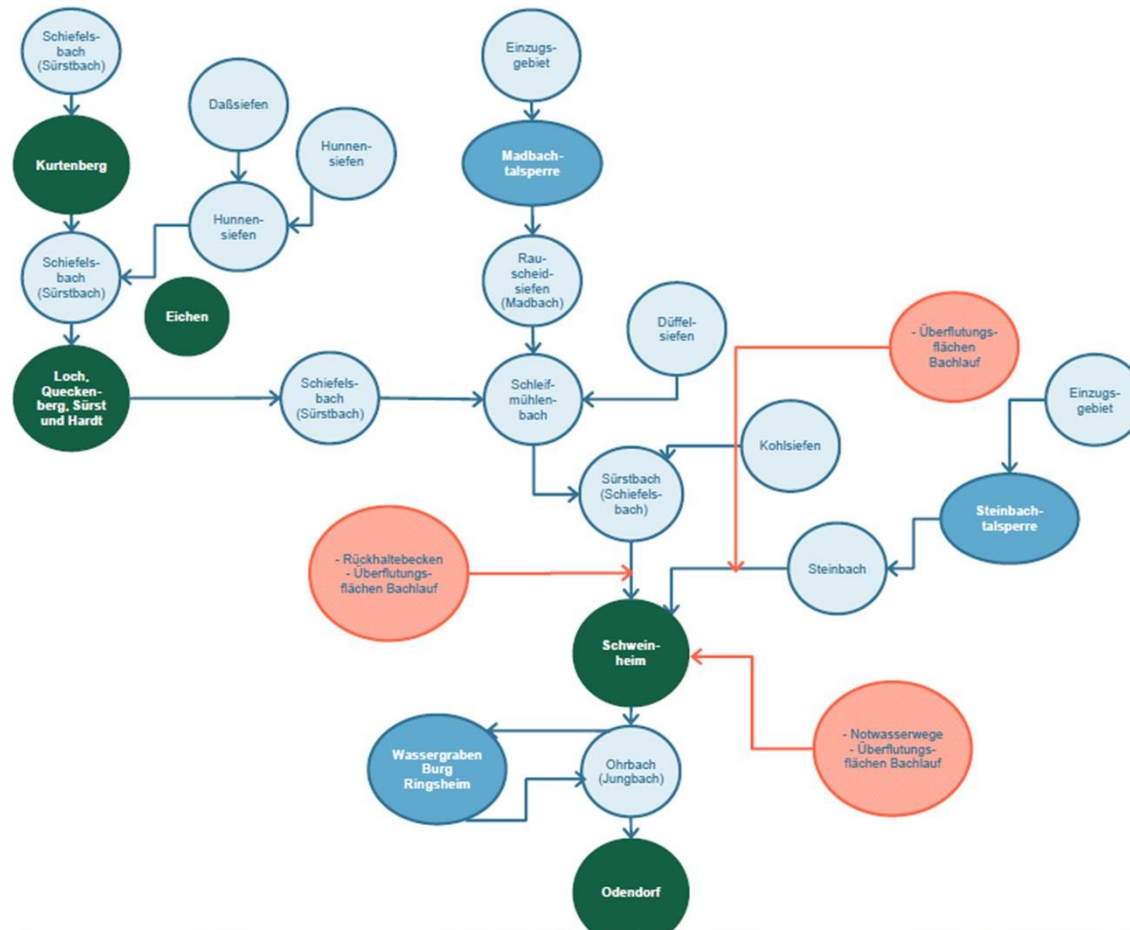 Schiefels-
bach
(Sürstbach)
Einzugs-
gebiet
Daßsiefen
Hunnen-
siefen
Kurtenberg
Madbach-
talsperre
Hunnen-
siefen
Schiefels-
bach
(Sürstbach)
Rau-
scheid-
siefen
(Madbach)
Eichen
Düffel-
siefen
- Überflutungs-
flächen
Bachlauf
Loch,
Quecken-
berg, Sürst
und Hardt
Schiefels-
bach
(Sürstbach)
Schleif-
mühlen-
bach
Einzugs-
gebiet
Kohlsiefen
Sürstbach
(Schiefels-
bach)
Steinbach-
talsperre
- Rückhaltebecken
- Überflutungs-
flächen Bachlauf
Steinbach
Schwein-
heim
- Notwasserwege
- Überflutungs-
flächen Bachlauf
Wassergraben
Burg
Ringsheim
Ohrbach
(Jungbach)
Odendorf